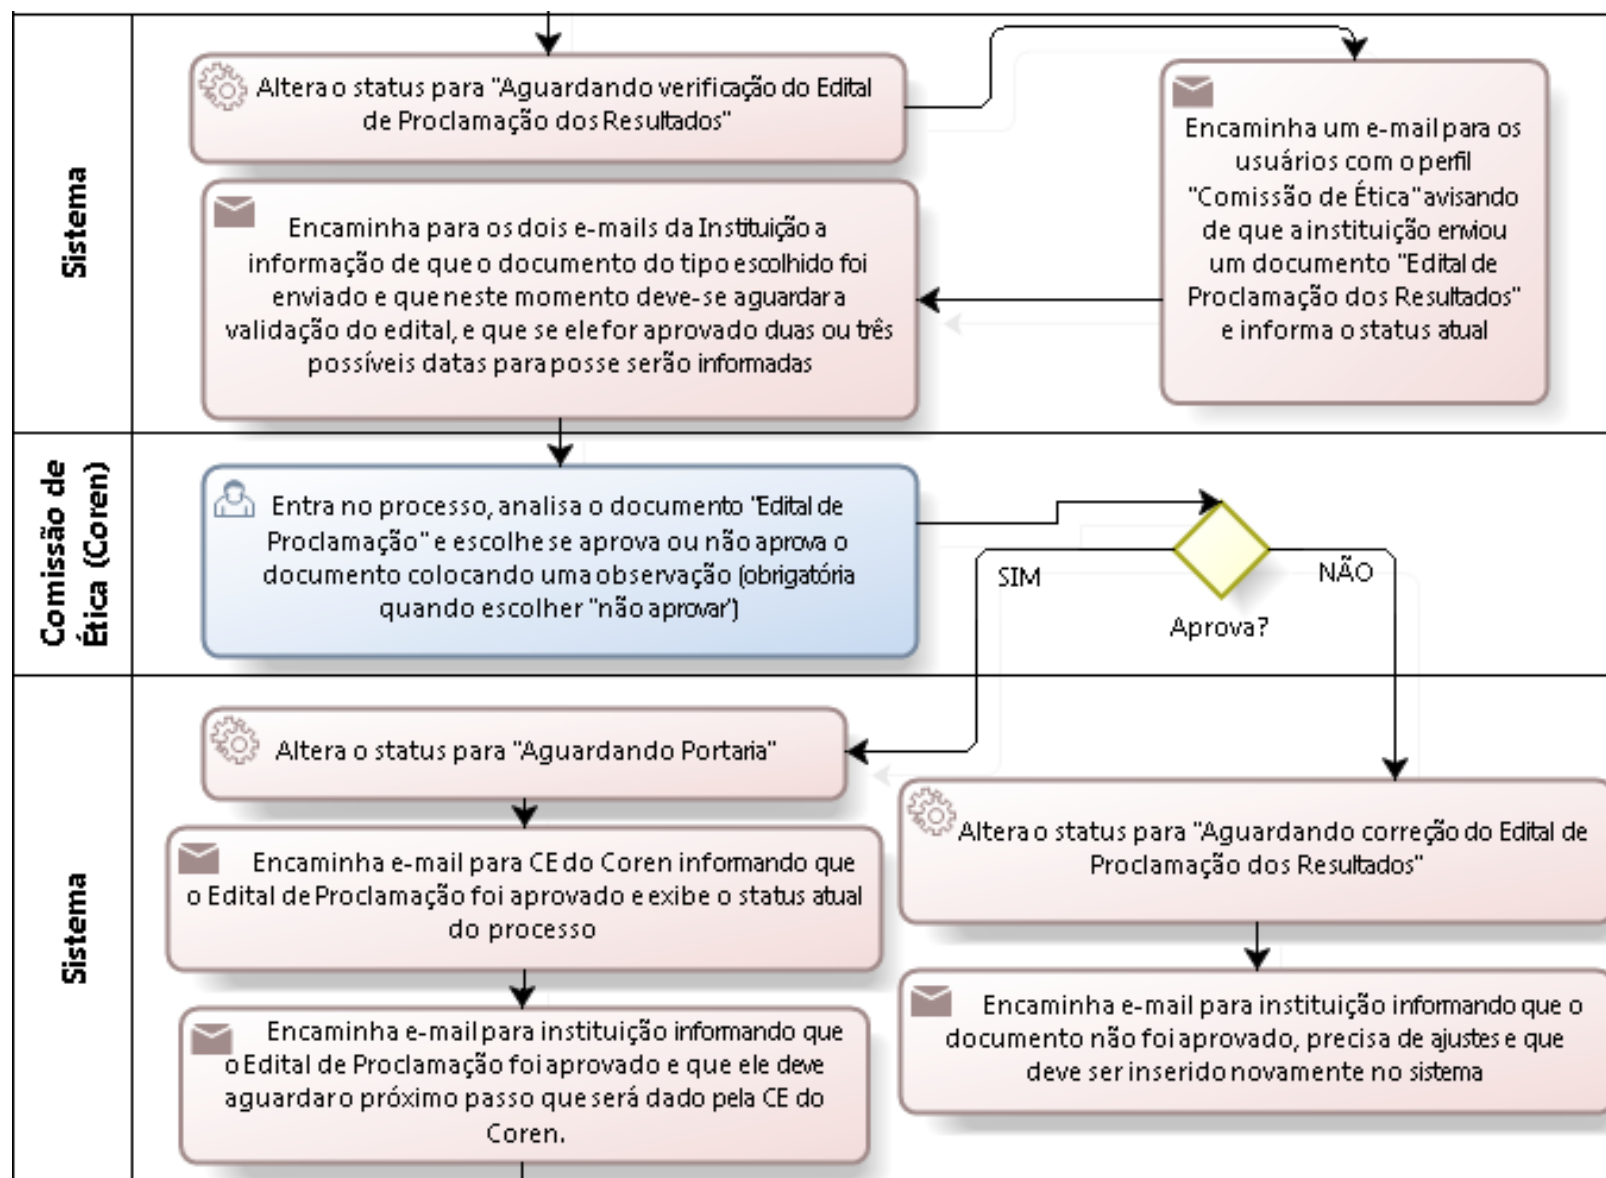 Sistema
Altera o status para "Aguardando verificação do Edital
de Proclamação dos Resultados"
Encaminha um e-mail para os
usuários com o perfil
"Comissão de Ética" avisando
de que a instituição enviou
um documento "Edital de
Proclamação dos Resultados"
e informa o status atual
Encaminha para os dois e-mails da Instituição a
informação de que o documento do tipo escolhido foi
enviado e que neste momento deve-se aguardar a
validação do edital, e que se ele for aprovado duas ou três
possíveis datas para posse serão informadas
Comissão de
Ética (Coren)
Entra no processo, analisa o documento "Edital de
Proclamação" e escolhe se aprova ou não aprova o
documento colocando uma observação (obrigatória
quando escolher "não aprovar")
SIM
NÃO
Aprova?
Sistema
Altera o status para "Aguardando Portaria"
Encaminha e-mail para CE do Coren informando que
o Edital de Proclamação foi aprovado e exibe o status atual
do processo
Encaminha e-mail para instituição informando que
o Edital de Proclamação foi aprovado e que ele deve
aguardar o próximo passo que será dado pela CE do
Coren.
Altera o status para "Aguardando correção do Edital de
Proclamação dos Resultados"
Encaminha e-mail para instituição informando que o
documento não foi aprovado, precisa de ajustes e que
deve ser inserido novamente no sistema